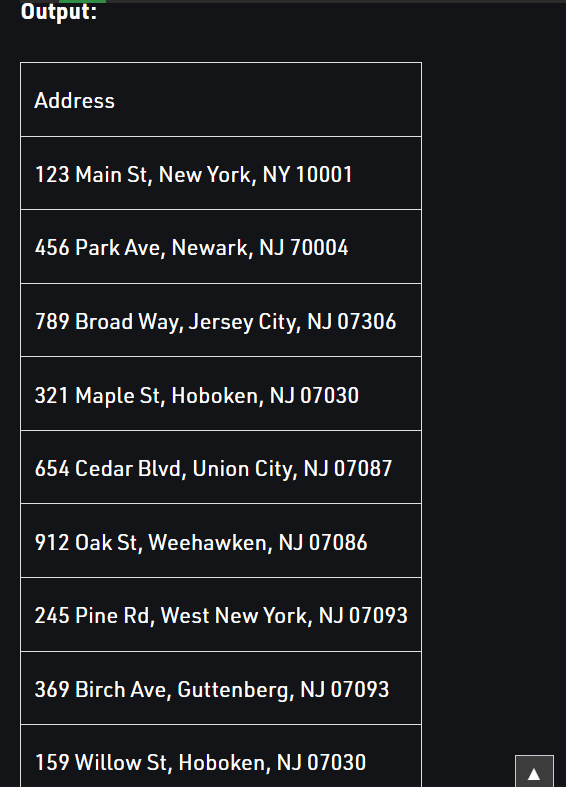 Output:
Address
123 Main St, New York, NY 10001
456 Park Ave, Newark, NJ 70004
789 Broad Way, Jersey City, NJ 07306
321 Maple St, Hoboken, NJ 07030
654 Cedar Blvd, Union City, NJ 07087
912 Oak St, Weehawken, NJ 07086
245 Pine Rd, West New York, NJ 07093
369 Birch Ave, Guttenberg, NJ 07093
159 Willow St, Hoboken, NJ 07030